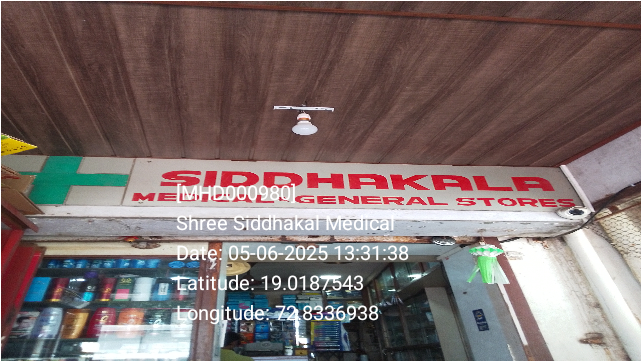 SIDDHAKALA
GENERAL STORES
[MHD000980]
Shree Siddhakal Medical
Date: 05-06-2025 13:31:38
Latitude: 19.0187543
Longitude: 72.8336938